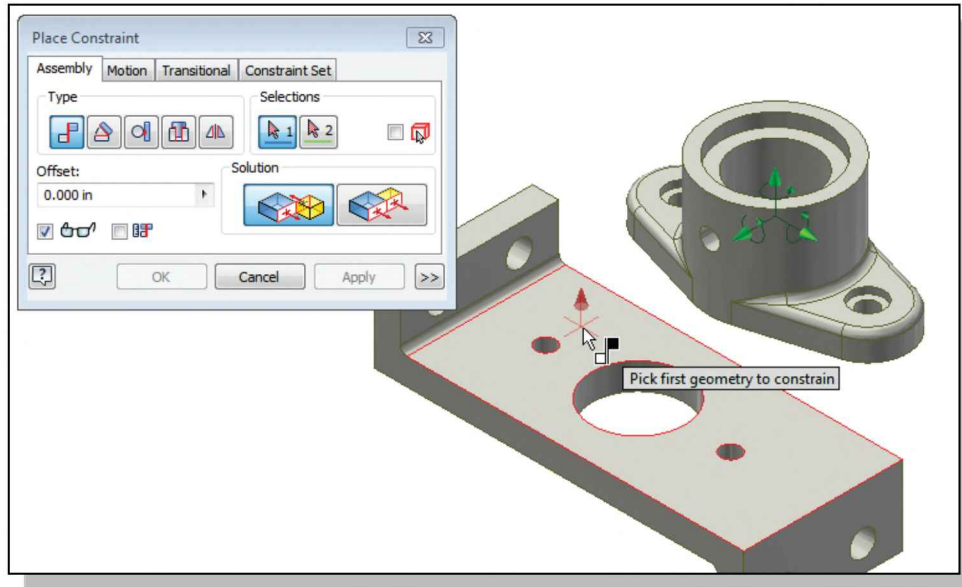 Place Constraint
Assembly Motion Transitional Constraint Set
Type Selections
1 2
Offset: Solution
0.000 in
? OK Cancel Apply >>
Pick first geometry to constrain